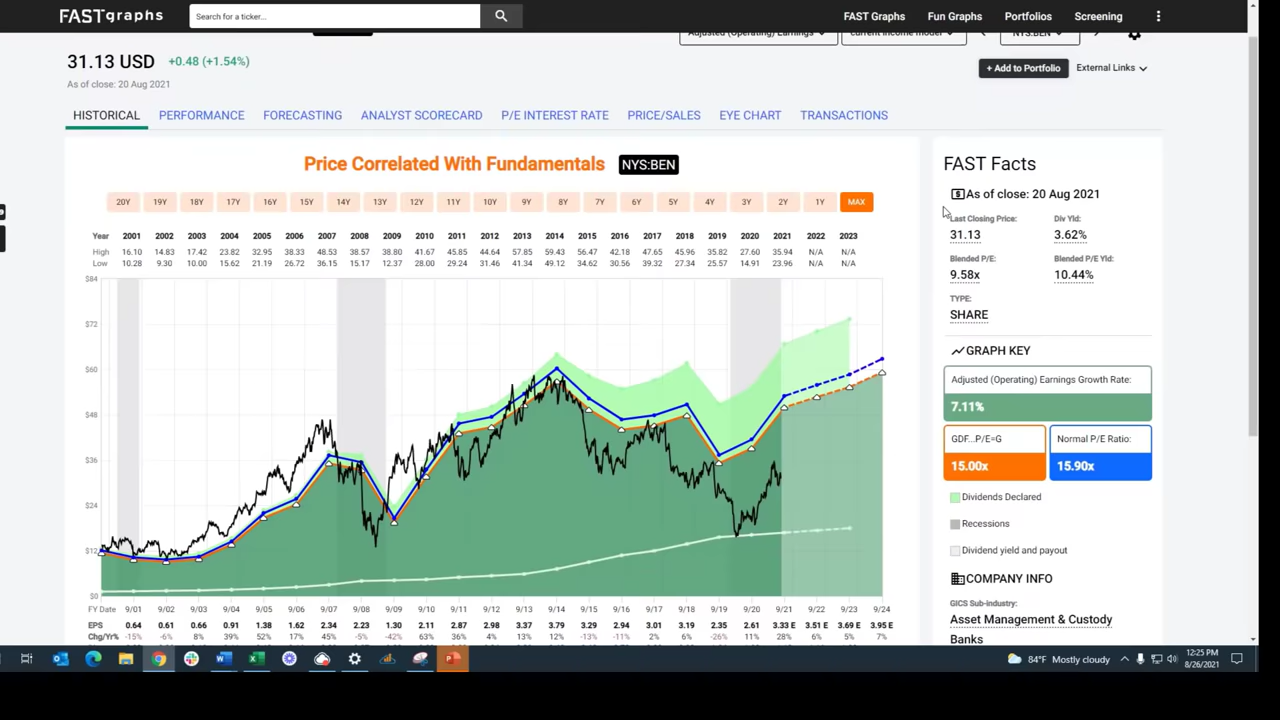 FASTgraphs
Search for a ticker...
FAST Graphs Fun Graphs Portfolios Screening
Adjusted (Operating) Earnings
current income model
NYS:BEN
31.13 USD +0.48 (+1.54%)
As of close: 20 Aug 2021
+ Add to Portfolio External Links
HISTORICAL PERFORMANCE FORECASTING ANALYST SCORECARD P/E INTEREST RATE PRICE/SALES EYE CHART TRANSACTIONS
Price Correlated With Fundamentals NYS:BEN
20Y 19Y 18Y 17Y 16Y 15Y 14Y 13Y 12Y 11Y 10Y 9Y 8Y 7Y 6Y 5Y 4Y 3Y 2Y 1Y MAX
Year 2001 2002 2003 2004 2005 2006 2007 2008 2009 2010 2011 2012 2013 2014 2015 2016 2017 2018 2019 2020 2021 2022 2023
High 16.10 14.83 17.42 23.82 32.95 38.33 48.53 38.57 38.80 41.67 45.85 44.64 57.85 59.43 56.47 42.18 47.65 45.96 35.82 27.60 35.94 N/A N/A
Low 10.28 9.30 10.00 15.62 21.19 26.72 36.15 15.17 12.37 28.00 29.24 31.46 41.34 49.12 34.62 30.56 39.32 27.34 25.57 14.91 23.96 N/A N/A
$84
$72
$60
$48
$36
$24
$12
$0
FY Date 9/01 9/02 9/03 9/04 9/05 9/06 9/07 9/08 9/09 9/10 9/11 9/12 9/13 9/14 9/15 9/16 9/17 9/18 9/19 9/20 9/21 9/22 9/23 9/24
EPS 0.64 0.61 0.66 0.91 1.38 1.62 2.34 2.23 1.30 2.11 2.87 2.98 3.37 3.79 3.29 2.94 3.01 3.19 2.35 2.61 3.33 E 3.51 E 3.69 E 3.95 E
Chg/Yr% -15% -6% 8% 39% 52% 17% 45% -5% -42% 63% 36% 4% 13% 12% -13% -11% 2% 6% -26% 11% 28% 6% 5% 7%
FAST Facts
As of close: 20 Aug 2021
Last Closing Price: Div Yld:
31.13 3.62%
Blended P/E: Blended P/E Yld:
9.58x 10.44%
TYPE:
SHARE
GRAPH KEY
Adjusted (Operating) Earnings Growth Rate:
7.11%
GDF...P/E=G Normal P/E Ratio:
15.00x 15.90x
Dividends Declared
Recessions
Dividend yield and payout
COMPANY INFO
GICS Sub-industry:
Asset Management & Custody
Banks
84°F Mostly cloudy
12:25 PM
8/26/2021